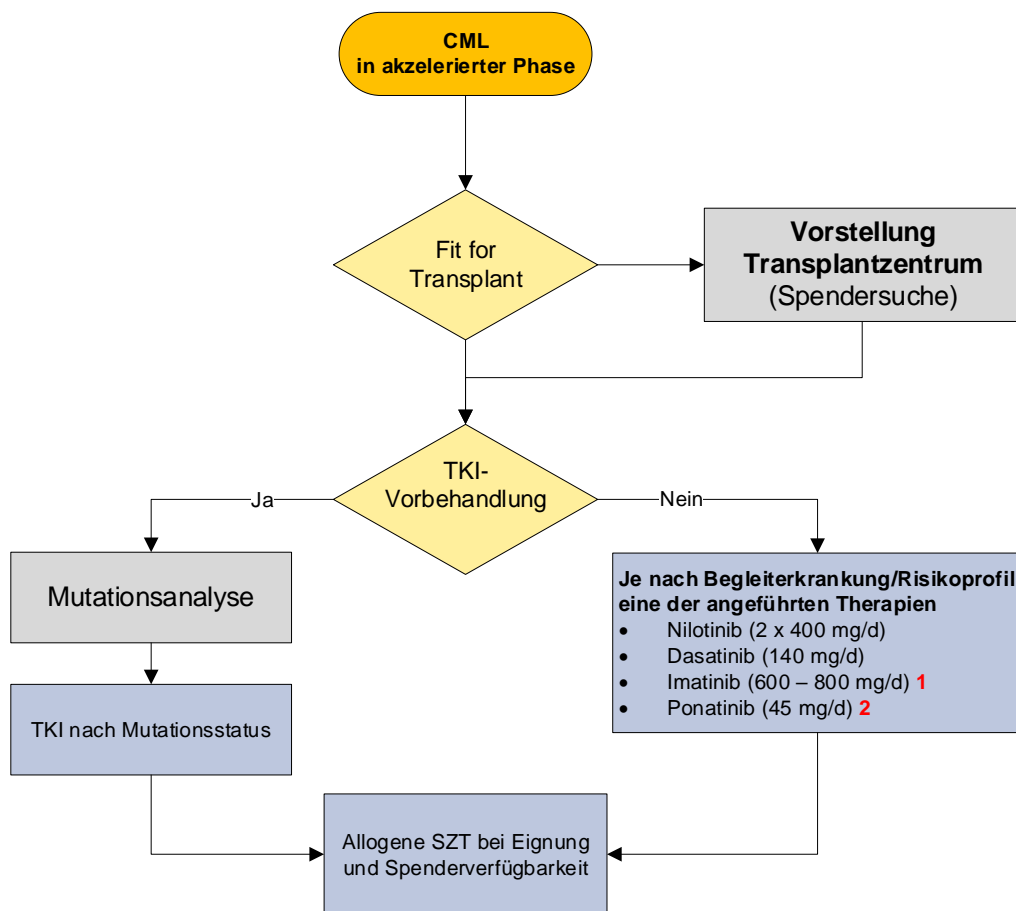 CML
in akzelerierter Phase
Fit for
Transplant
Vorstellung
Transplantzentrum
(Spendersuche)
TKI-
Vorbehandlung
Ja
Nein
Mutationsanalyse
TKI nach Mutationsstatus
Je nach Begleiterkrankung/Risikoprofil
eine der angeführten Therapien
• Nilotinib (2 x 400 mg/d)
• Dasatinib (140 mg/d)
• Imatinib (600 – 800 mg/d) 1
• Ponatinib (45 mg/d) 2
Allogene SZT bei Eignung
und Spenderverfügbarkeit